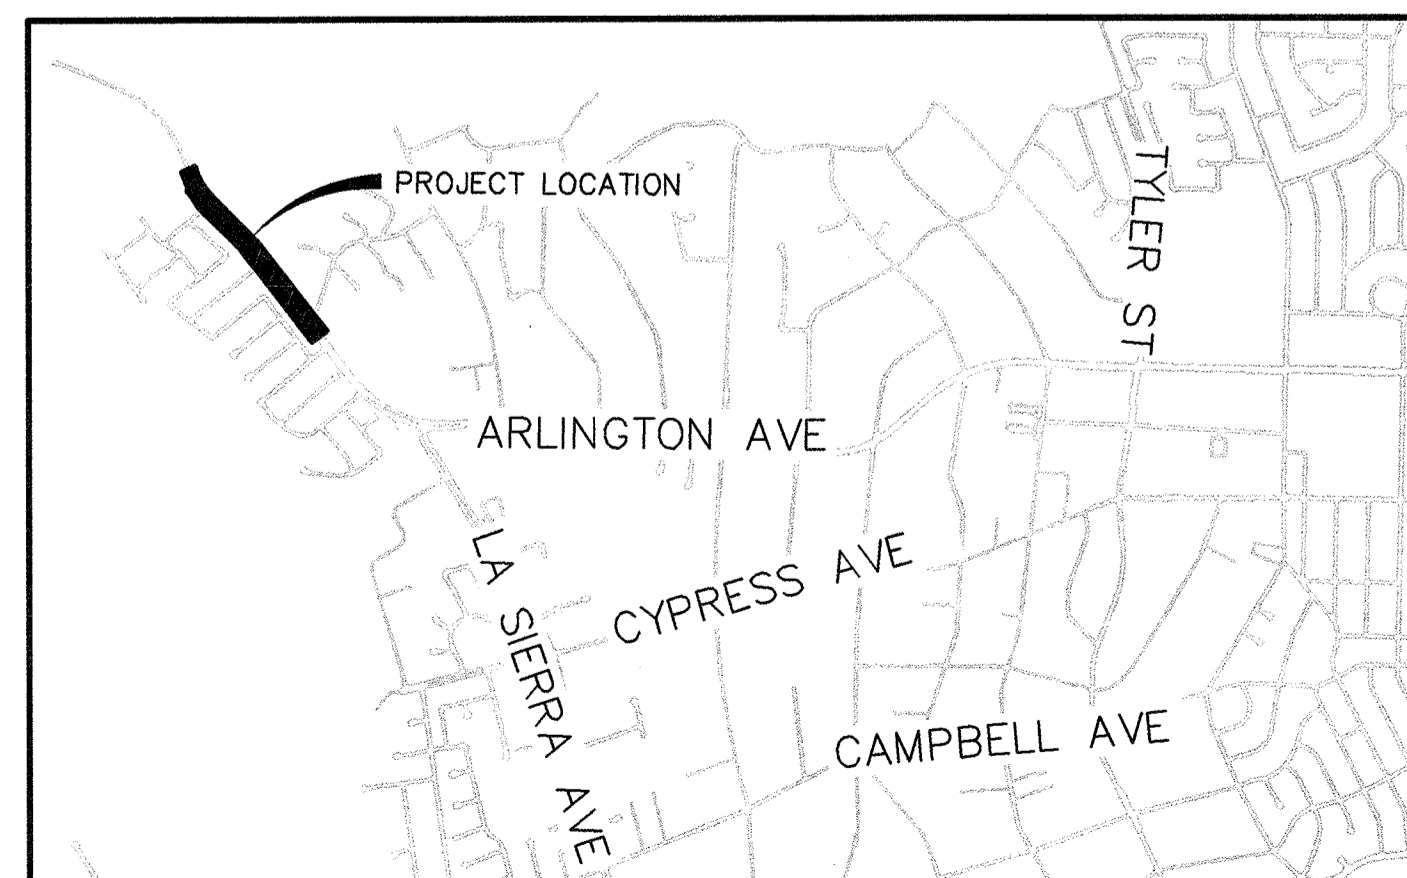 PROJECT LOCATION
TYLER ST
ARLINGTON AVE
CYPRESS AVE
LA SIERRA AVE
CAMPBELL AVE